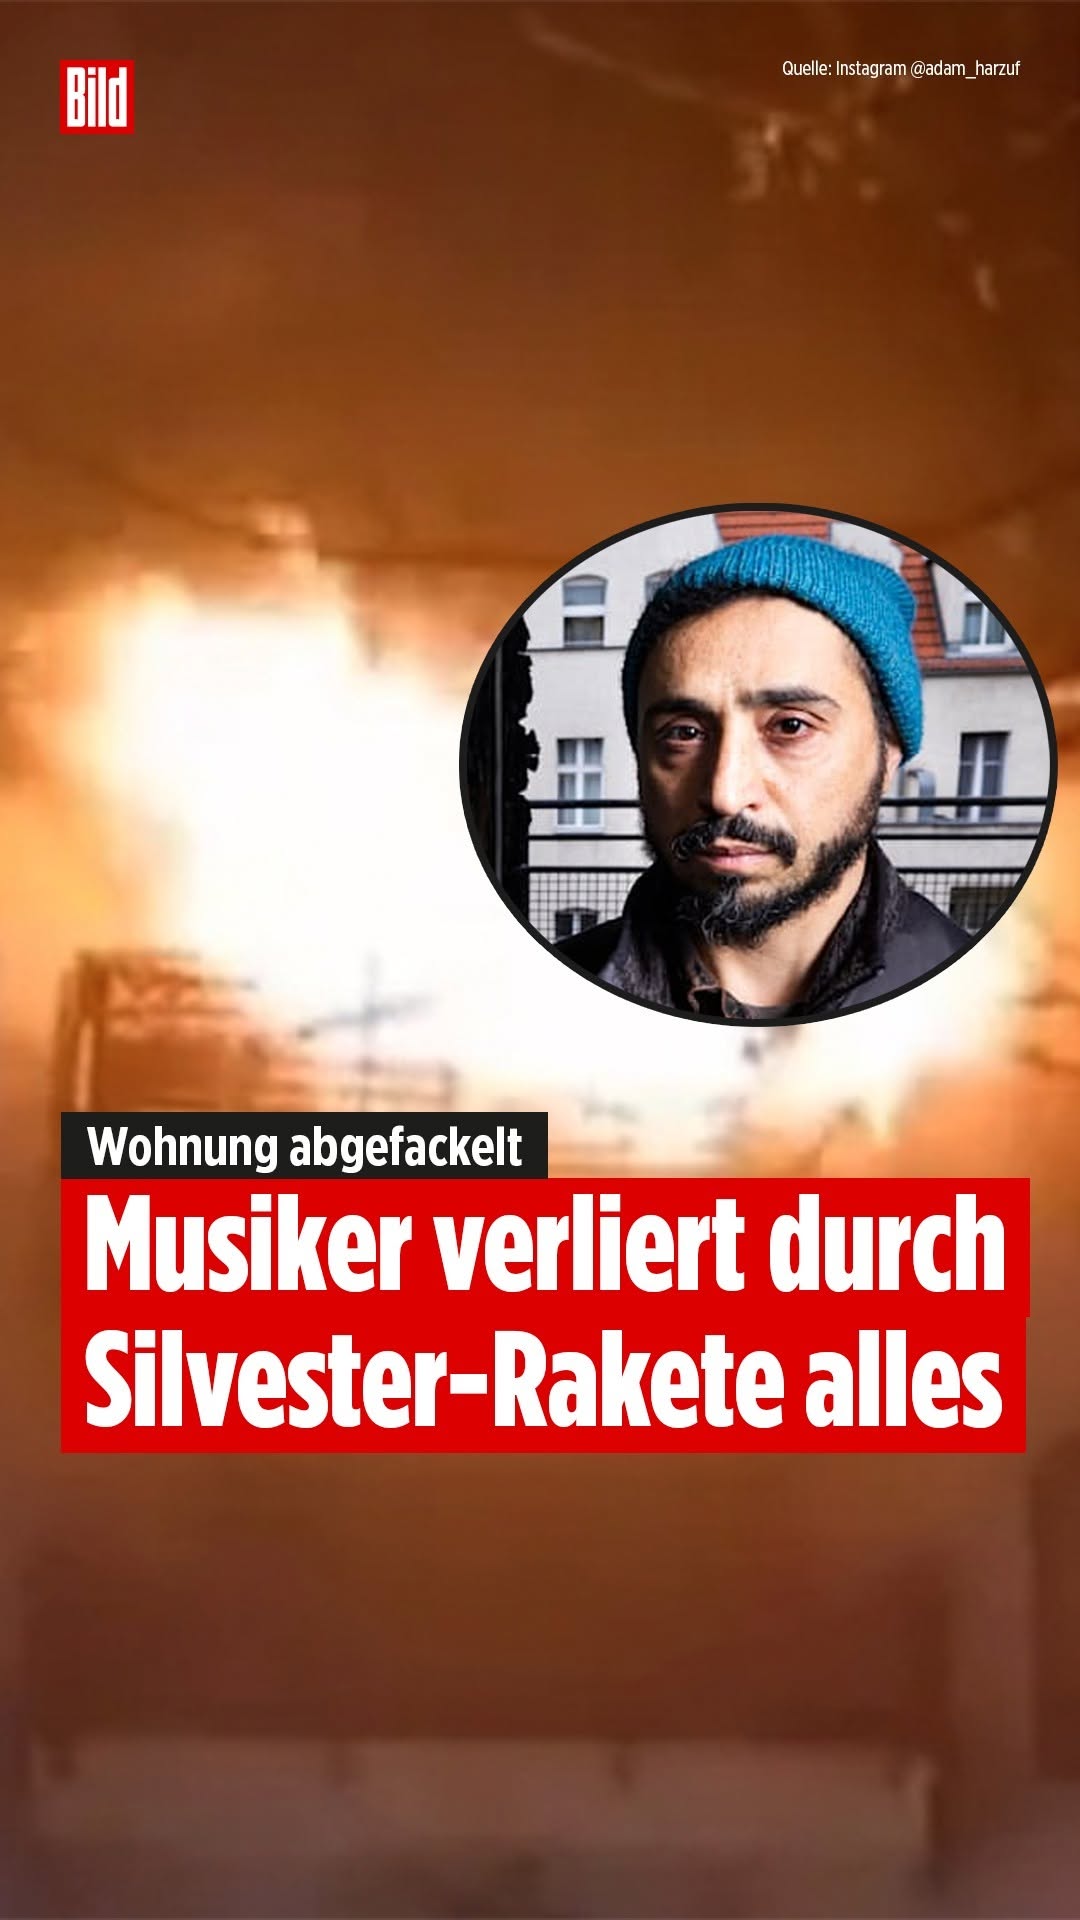 Bild
Quelle: Instagram @adam_harzuf
Wohnung abgefackelt
Musiker verliert durch
Silvester-Rakete alles